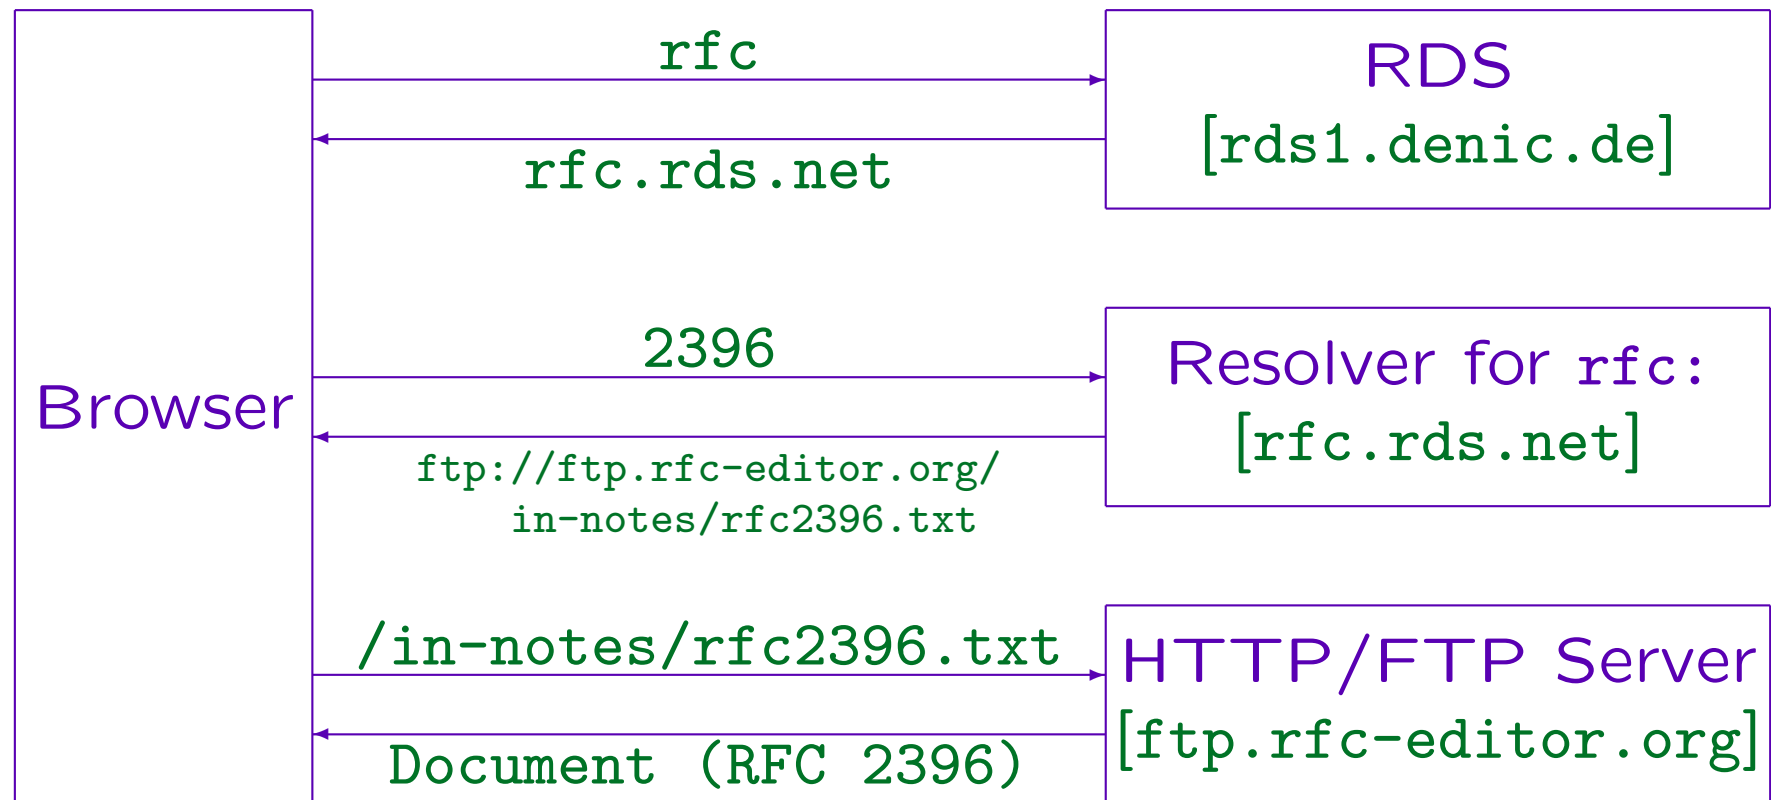 rfc
RDS
[rds1.denic.de]
rfc.rds.net
2396
Resolver for rfc:
Browser
[rfc.rds.net]
ftp://ftp.rfc-editor.org/
in-notes/rfc2396.txt
/in-notes/rfc2396.txt
HTTP/FTP Server
[ftp.rfc-editor.org]
Document (RFC 2396)